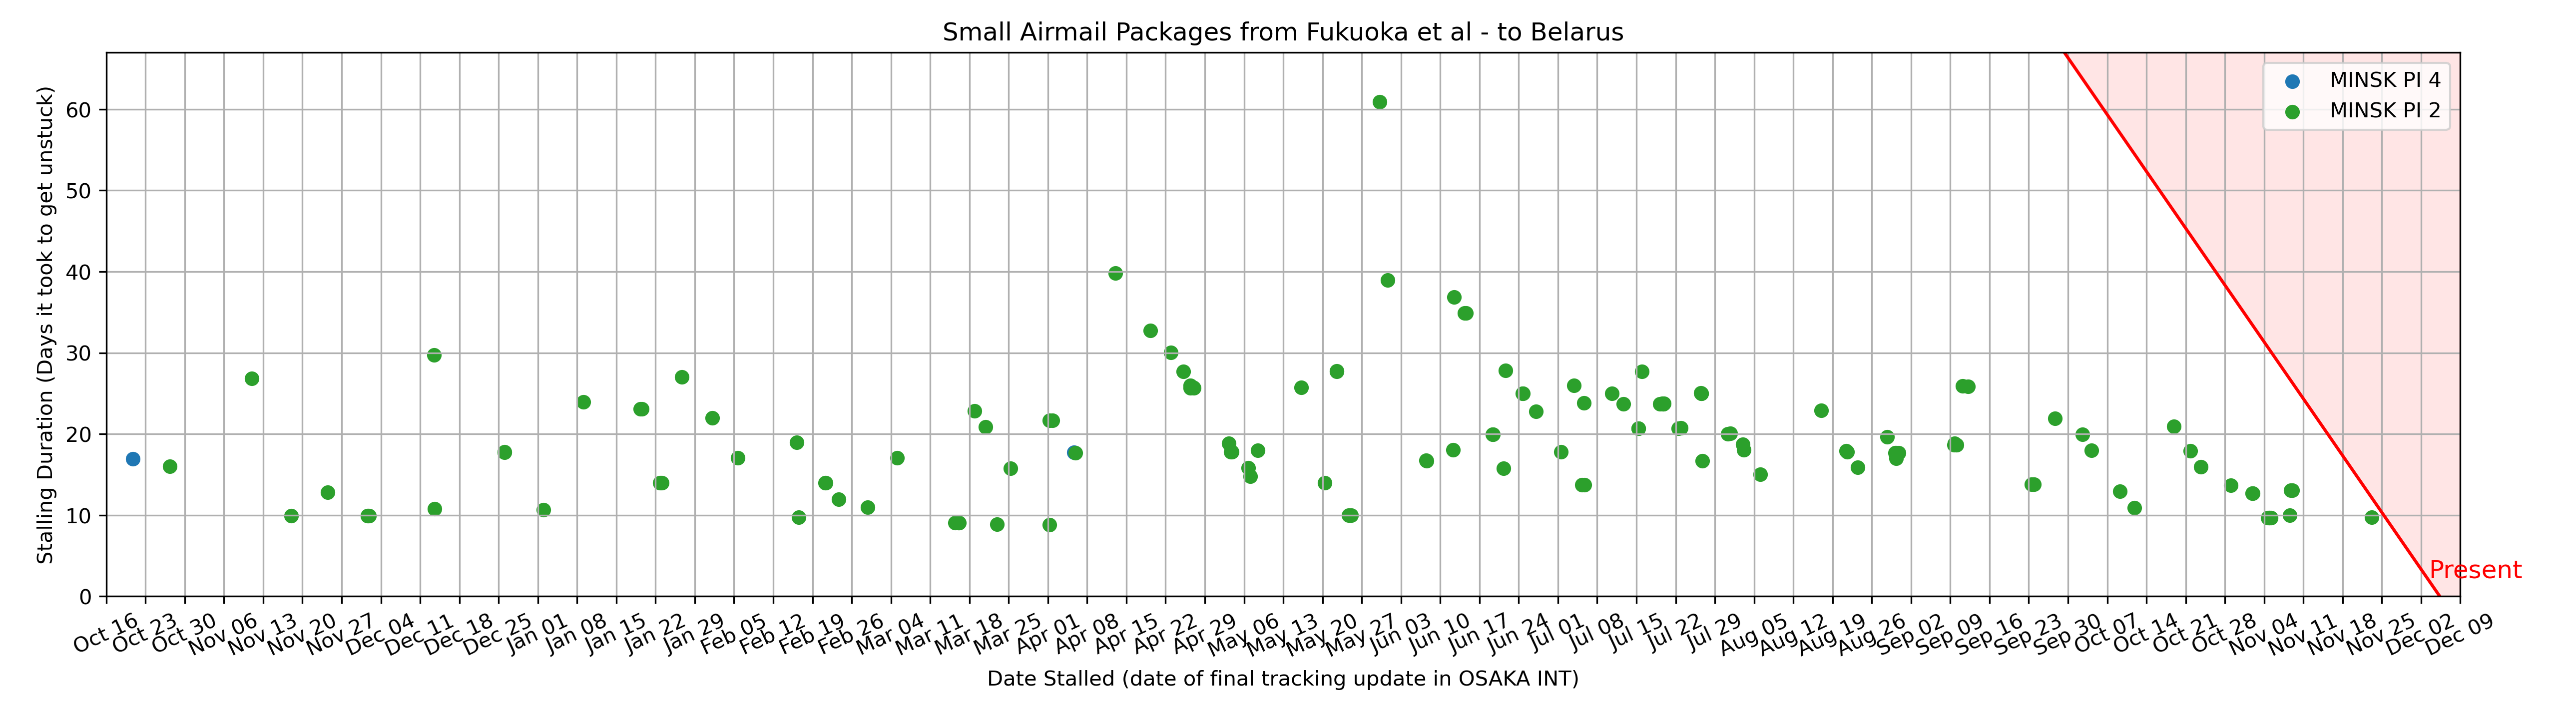 Small Airmail Packages from Fukuoka et al - to Belarus
MINSK PI 4
MINSK PI 2
Stalling Duration (Days it took to get unstuck)
60
50
40
30
20
10
0
Present
Oct 16
Oct 23
Oct 30
Nov 06
Nov 13
Nov 20
Nov 27
Dec 04
Dec 11
Dec 18
Dec 25
Jan 01
Jan 08
Jan 15
Jan 22
Jan 29
Feb 05
Feb 12
Feb 19
Feb 26
Mar 04
Mar 11
Mar 18
Mar 25
Apr 01
Apr 08
Apr 15
Apr 22
Apr 29
May 06
May 13
May 20
May 27
Jun 03
Jun 10
Jun 17
Jun 24
Jul 01
Jul 08
Jul 15
Jul 22
Jul 29
Aug 05
Aug 12
Aug 19
Aug 26
Sep 02
Sep 09
Sep 16
Sep 23
Sep 30
Oct 07
Oct 14
Oct 21
Oct 28
Nov 04
Nov 11
Nov 18
Nov 25
Dec 02
Dec 09
Date Stalled (date of final tracking update in OSAKA INT)